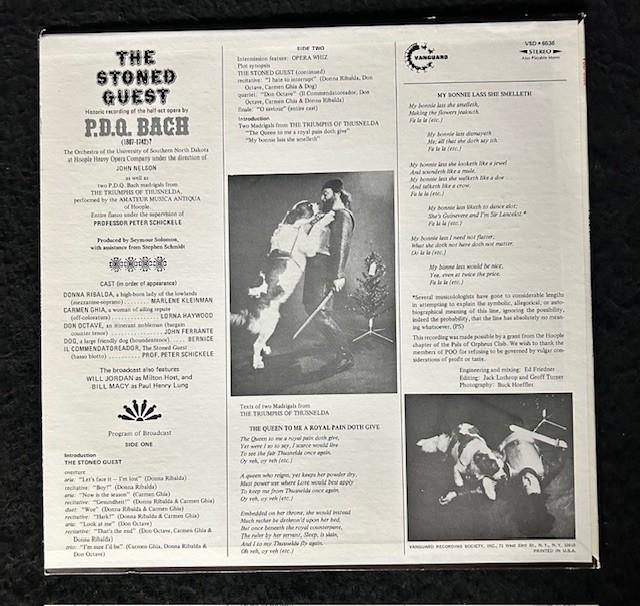 THE
STONED
GUEST
Historic recording of the half-act opera by
P.D.Q. BACH
(1807-1742)?
The Orchestra of the University of Southern North Dakota
at Hoople Heavy Opera Company under the direction of
JOHN NELSON
as well as
two P.D.Q. Bach madrigals from
THE TRIUMPHS OF THUSNELDA,
performed by the AMATEUR MUSICA ANTIQUA
of Hoople.
Entire fiasco under the supervision of
PROFESSOR PETER SCHICKELE
Produced by Seymour Solomon,
with assistance from Stephen Schmidt
CAST (in order of appearance)
DONNA RIBALDA, a high-born lady of the lowlands
(mezzanine-soprano) ...... MARLENE KLEINMAN
CARMEN GHIA, a woman of ailing repute
(off-coloratura) .......... LORNA HAYWOOD
DON OCTAVE, an itinerant nobleman (bargain
counter tenor) ......... JOHN FERRANTE
DOG, a large friendly dog (houndentenor) ..... BERNICE
IL COMMENDATOREADOR, The Stoned Guest
(basso blotto) .......... PROF. PETER SCHICKELE
The broadcast also features
WILL JORDAN as Milton Host, and
BILL MACY as Paul Henry Lung
Program of Broadcast
SIDE ONE
Introduction
THE STONED GUEST
overture
aria: "Let's face it — I'm lost" (Donna Ribalda)
recitative: "Boy!" (Donna Ribalda)
aria: "Now is the season" (Carmen Ghia)
recitative: "Gesundheit!" (Donna Ribalda & Carmen Ghia)
duet: "Woe" (Donna Ribalda & Carmen Ghia)
recitative: "Hark!" (Donna Ribalda & Carmen Ghia)
aria: "Look at me" (Don Octave)
recitative: "That's the end" (Don Octave, Carmen Ghia &
Donna Ribalda)
trio: "I'm sure I'd be" (Carmen Ghia, Donna Ribalda &
Don Octave)
SIDE TWO
Intermission feature: OPERA WHIZ
Plot synopsis
THE STONED GUEST (continued)
recitative: "I hate to interrupt" (Donna Ribalda, Don
Octave, Carmen Ghia & Dog)
quartet: "Don Octave" (Il Commendatoreador, Don
Octave, Carmen Ghia & Donna Ribalda)
finale: "O saviour" (entire cast)
Introduction
Two Madrigals from THE TRIUMPHS OF THUSNELDA
"The Queen to me a royal pain doth give"
"My bonnie lass she smelleth"
Texts of two Madrigals from
THE TRIUMPHS OF THUSNELDA
THE QUEEN TO ME A ROYAL PAIN DOTH GIVE
The Queen to me a royal pain doth give,
Yet were I so to say, I scarce would live
To see the fair Thusnelda once again.
Oy veh, oy veh (etc.)
A queen who reigns, yet keeps her powder dry,
Must power use where Love would best apply
To keep me from Thusnelda once again.
Oy veh, oy veh (etc.)
Embedded on her throne, she would instead
Much rather be dethron'd upon her bed,
But once beneath the royal counterpane,
The ruler by her servant, Sleep, is slain,
And I to my Thusnelda fly again.
Oh veh, oy veh (etc.)
VANGUARD
VSD • 6536
STEREO
Also Playable Mono
MY BONNIE LASS SHE SMELLETH
My bonnie lass she smelleth,
Making the flowers jealouth.
Fa la la (etc.)
My bonnie lass dismayeth
Me; all that she doth say ith:
Fa la la (etc.)
My bonnie lass she looketh like a jewel
And soundeth like a mule.
My bonnie lass she walketh like a doe
And talketh like a crow.
Fa la la (etc.)
My bonnie lass liketh to dance alot;
She's Guinevere and I'm Sir Lancelot.*
Fa la la (etc.)
My bonnie lass I need not flatter;
What she doth not have doth not matter.
Oo la la (etc.)
My bonnie lass would be nice,
Yea, even at twice the price.
Fa la la (etc.)
*Several musicologists have gone to considerable lengths
in attempting to explain the symbolic, allegorical, or auto-
biographical meaning of this line, ignoring the possibility,
indeed the probability, that the line has absolutely no mean-
ing whatsoever. (PS)
This recording was made possible by a grant from the Hoople
chapter of the Pals of Orpheus Club. We wish to thank the
members of POO for refusing to be governed by vulgar con-
siderations of profit or taste.
Engineering and mixing: Ed Friedner
Editing: Jack Lothrop and Geoff Turner
Photography: Buck Hoeffler
VANGUARD RECORDING SOCIETY, INC., 71 West 23rd St., N. Y., N.Y. 10010
PRINTED IN U.S.A.